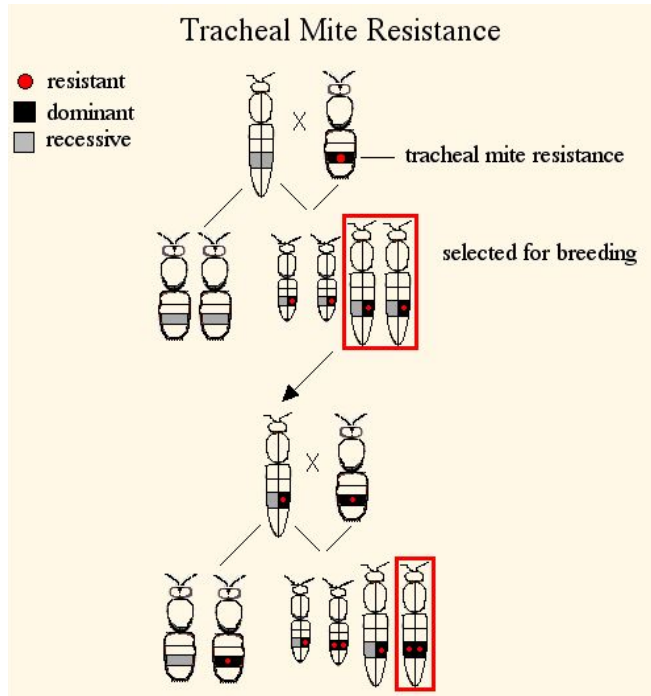 Tracheal Mite Resistance
resistant
dominant
recessive
X
tracheal mite resistance
selected for breeding
X